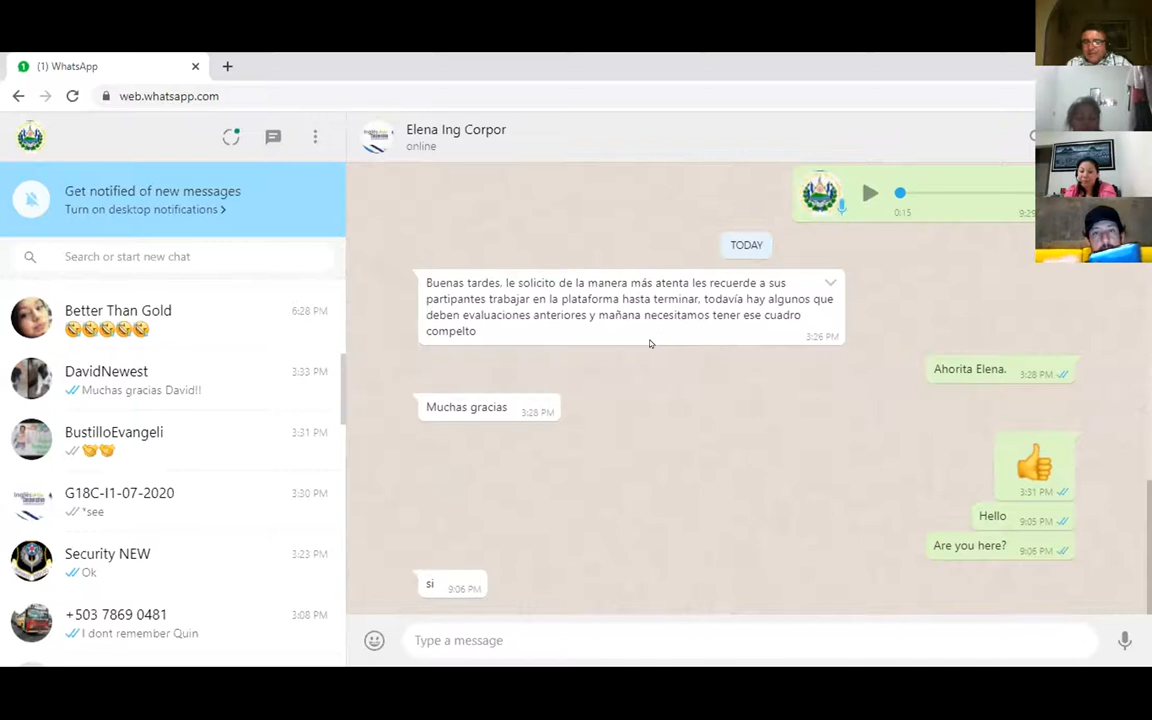 (1) WhatsApp
web.whatsapp.com
Get notified of new messages
Turn on desktop notifications
Search or start new chat
Better Than Gold
6:28 PM
DavidNewest
3:33 PM
Muchas gracias David!!
BustilloEvangeli
3:31 PM
G18C-I1-07-2020
3:30 PM
*see
Security NEW
3:23 PM
Ok
+503 7869 0481
3:08 PM
I dont remember Quin
Elena Ing Corpor
online
0:15
9:29
TODAY
Buenas tardes, le solicito de la manera más atenta les recuerde a sus
partipantes trabajar en la plataforma hasta terminar, todavía hay algunos que
deben evaluaciones anteriores y mañana necesitamos tener ese cuadro
compelto
3:26 PM
Ahorita Elena.
3:28 PM
Muchas gracias
3:28 PM
3:31 PM
Hello
9:05 PM
Are you here?
9:06 PM
si
9:06 PM
Type a message